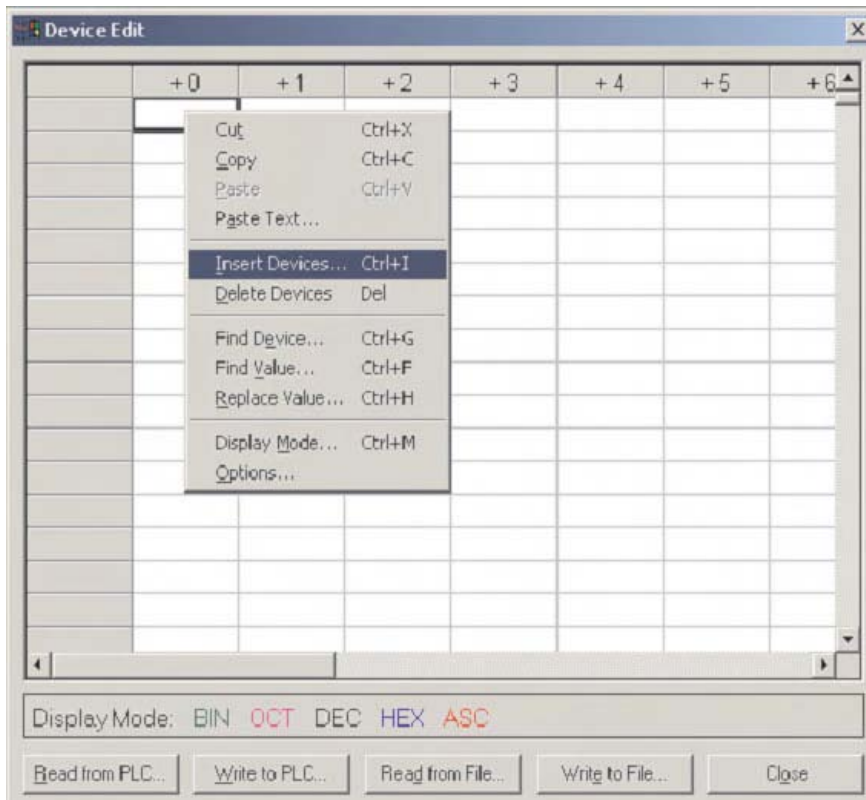 Device Edit
+0 +1 +2 +3 +4 +5 +6
Cut Ctrl+X
Copy Ctrl+C
Paste Ctrl+V
Paste Text...
Insert Devices... Ctrl+I
Delete Devices Del
Find Device... Ctrl+G
Find Value... Ctrl+F
Replace Value... Ctrl+H
Display Mode... Ctrl+M
Options...
Display Mode: BIN OCT DEC HEX ASC
Read from PLC... Write to PLC... Read from File... Write to File... Close